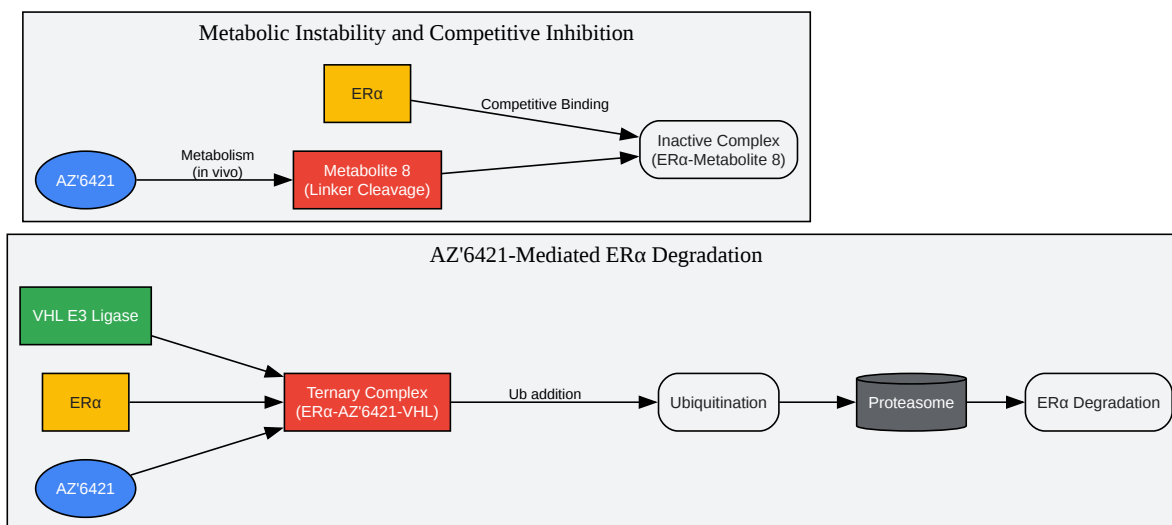 Metabolic Instability and Competitive Inhibition
ERα
Competitive Binding
Inactive Complex
(ERα-Metabolite 8)
AZ'6421
Metabolism
(in vivo)
Metabolite 8
(Linker Cleavage)
AZ'6421-Mediated ERα Degradation
VHL E3 Ligase
ERα
AZ'6421
Ternary Complex
(ERα-AZ'6421-VHL)
Ub addition
Ubiquitination
Proteasome
ERα Degradation